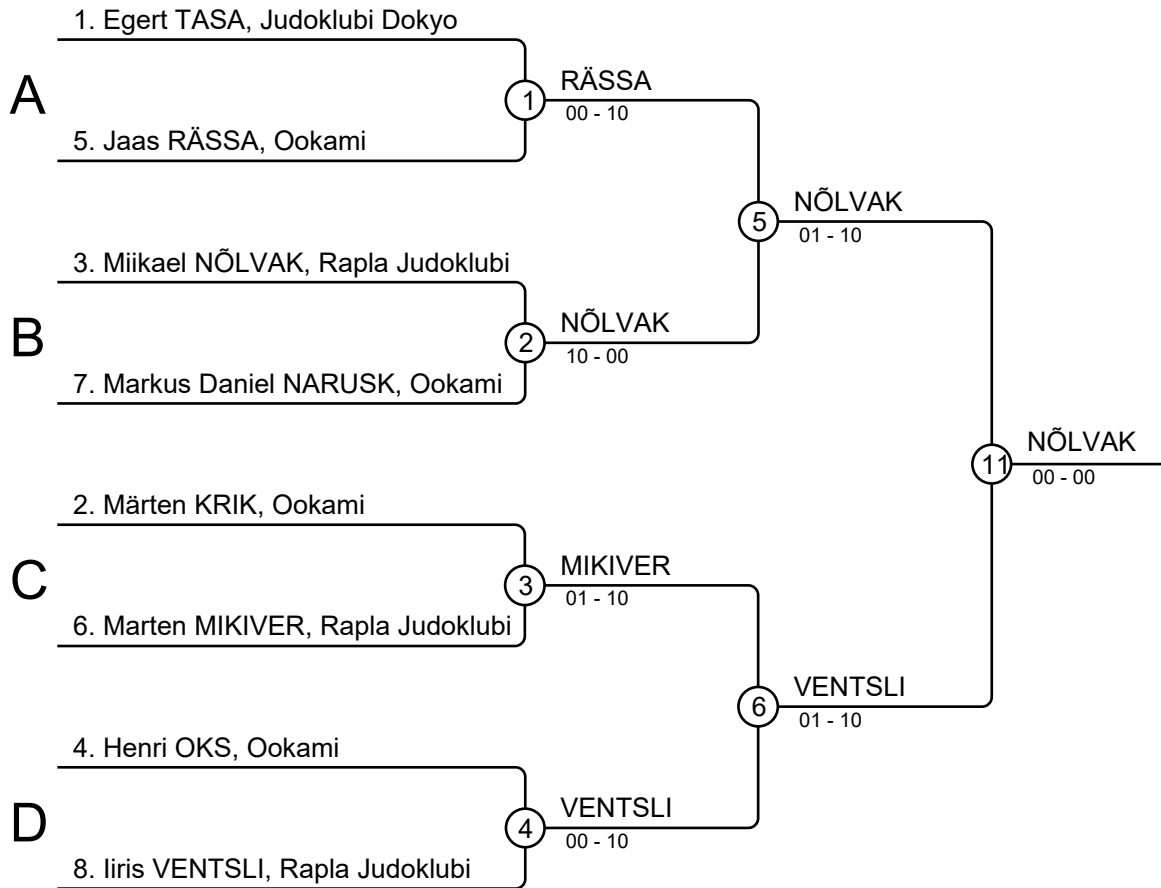 1. Egert TASA, Judoklubi Dokyo
A
1
RÄSSA
00 - 10
5. Jaas RÄSSA, Ookami
5
NÕLVAK
01 - 10
3. Miikael NÕLVAK, Rapla Judoklubi
B
2
NÕLVAK
10 - 00
7. Markus Daniel NARUSK, Ookami
11
NÕLVAK
00 - 00
2. Märten KRIK, Ookami
C
3
MIKIVER
01 - 10
6. Marten MIKIVER, Rapla Judoklubi
6
VENTSLI
01 - 10
4. Henri OKS, Ookami
D
4
VENTSLI
00 - 10
8. Iiris VENTSLI, Rapla Judoklubi